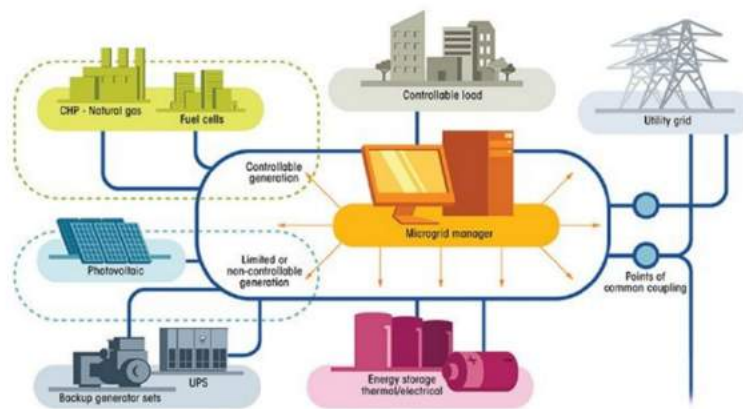 CHP - Natural gas
Fuel cells
Controllable load
Utility grid
Controllable
generation
Microgrid manager
Photovoltaic
Limited or
non-controllable
generation
Points of
common coupling
Backup generator sets
UPS
Energy storage
thermal/electrical